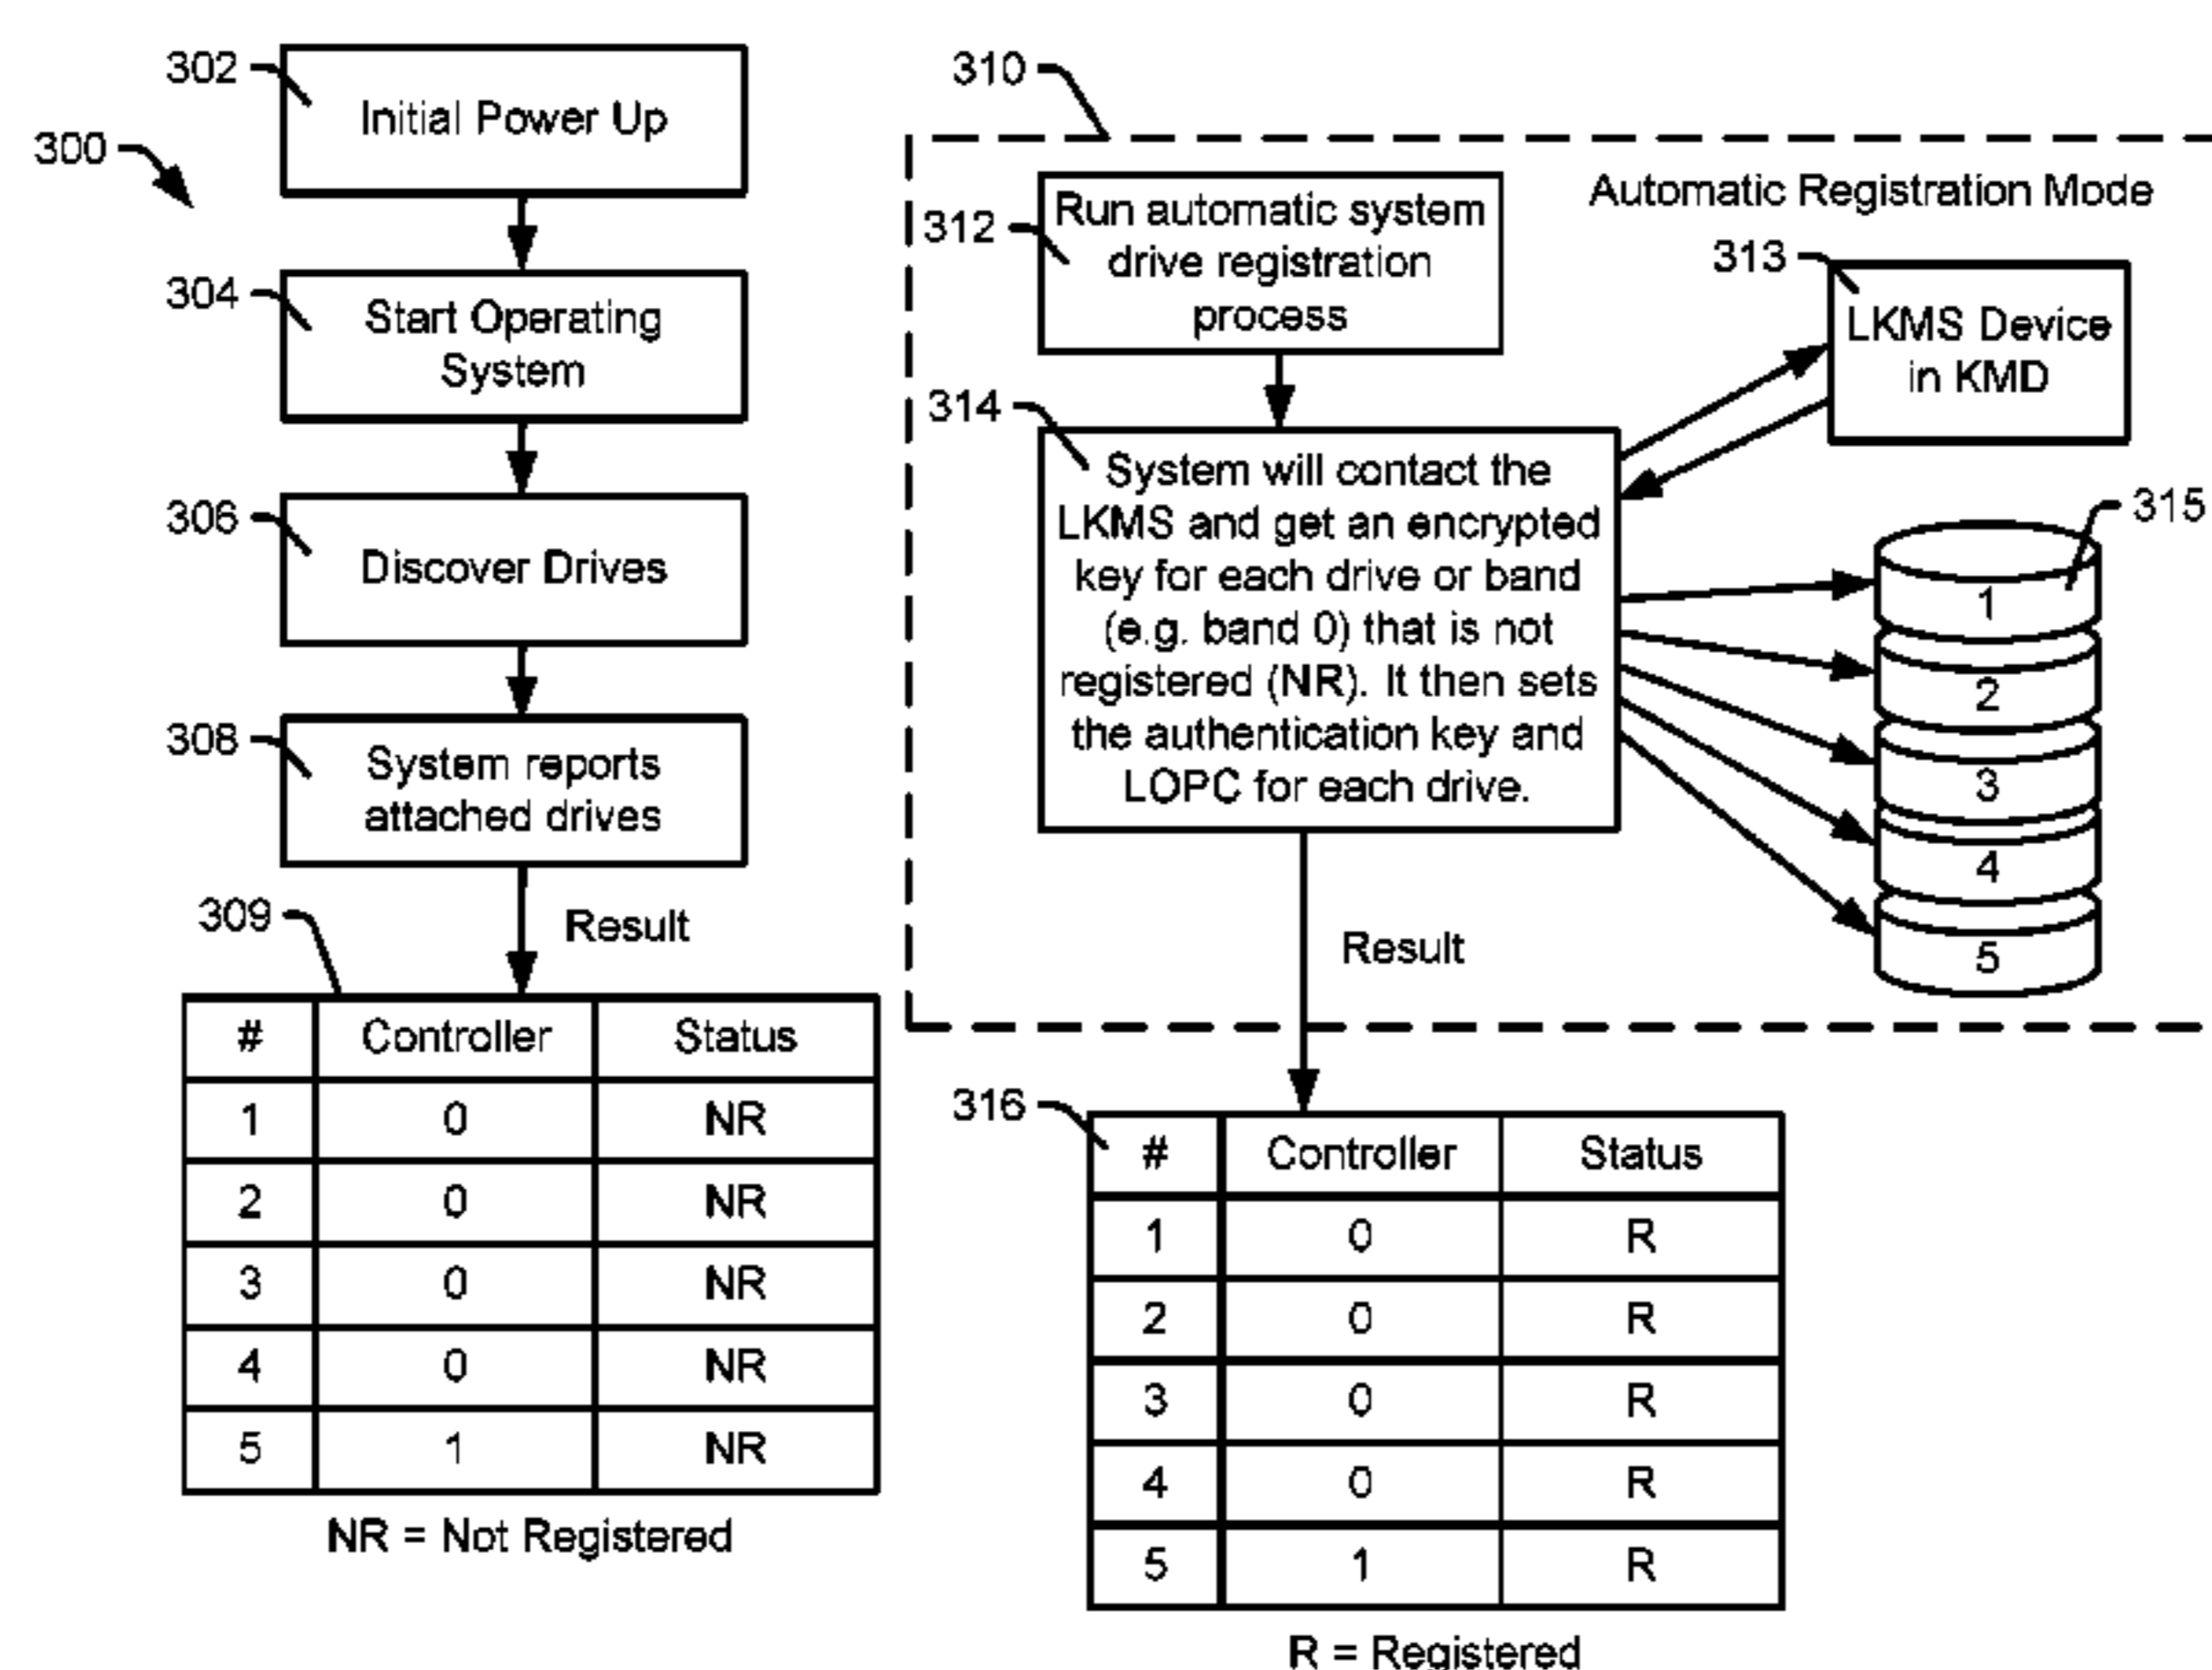 300
302
Initial Power Up
304
Start Operating
System
306
Discover Drives
308
System reports
attached drives
Result
309
# Controller Status
1 0 NR
2 0 NR
3 0 NR
4 0 NR
5 1 NR
NR = Not Registered
310
Automatic Registration Mode
312
Run automatic system
drive registration
process
313
LKMS Device
in KMD
314
System will contact the
LKMS and get an encrypted
key for each drive or band
(e.g. band 0) that is not
registered (NR). It then sets
the authentication key and
LOPC for each drive.
315
1
2
3
4
5
Result
316
# Controller Status
1 0 R
2 0 R
3 0 R
4 0 R
5 1 R
R = Registered